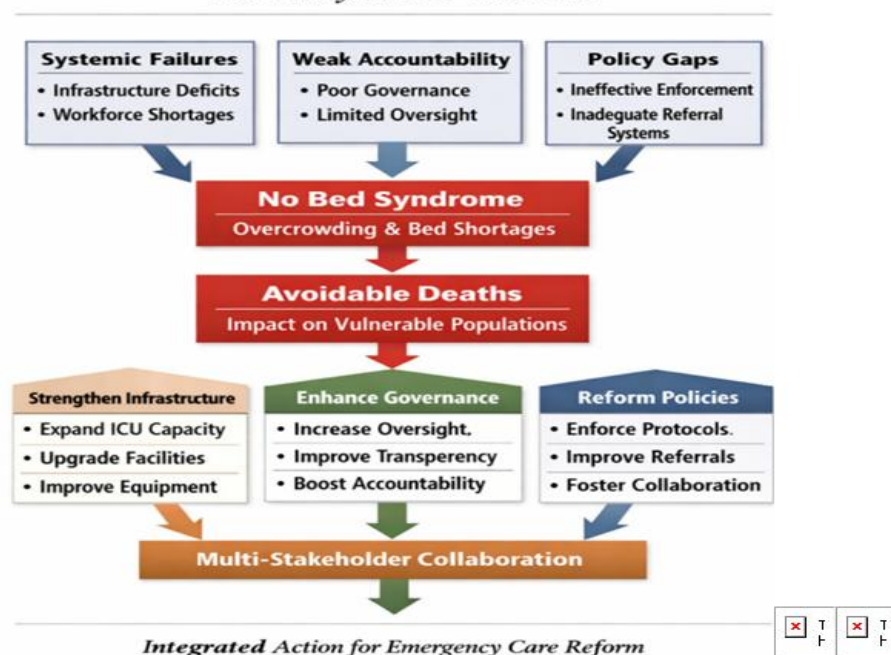 Systemic Failures
• Infrastructure Deficits
• Workforce Shortages
Weak Accountability
• Poor Governance
• Limited Oversight
Policy Gaps
• Ineffective Enforcement
• Inadequate Referral
Systems
No Bed Syndrome
Overcrowding & Bed Shortages
Avoidable Deaths
Impact on Vulnerable Populations
Strengthen Infrastructure
• Expand ICU Capacity
• Upgrade Facilities
• Improve Equipment
Enhance Governance
• Increase Oversight.
• Improve Transperency
• Boost Accountability
Reform Policies
• Enforce Protocols.
• Improve Referrals
• Foster Collaboration
Multi-Stakeholder Collaboration
Integrated Action for Emergency Care Reform